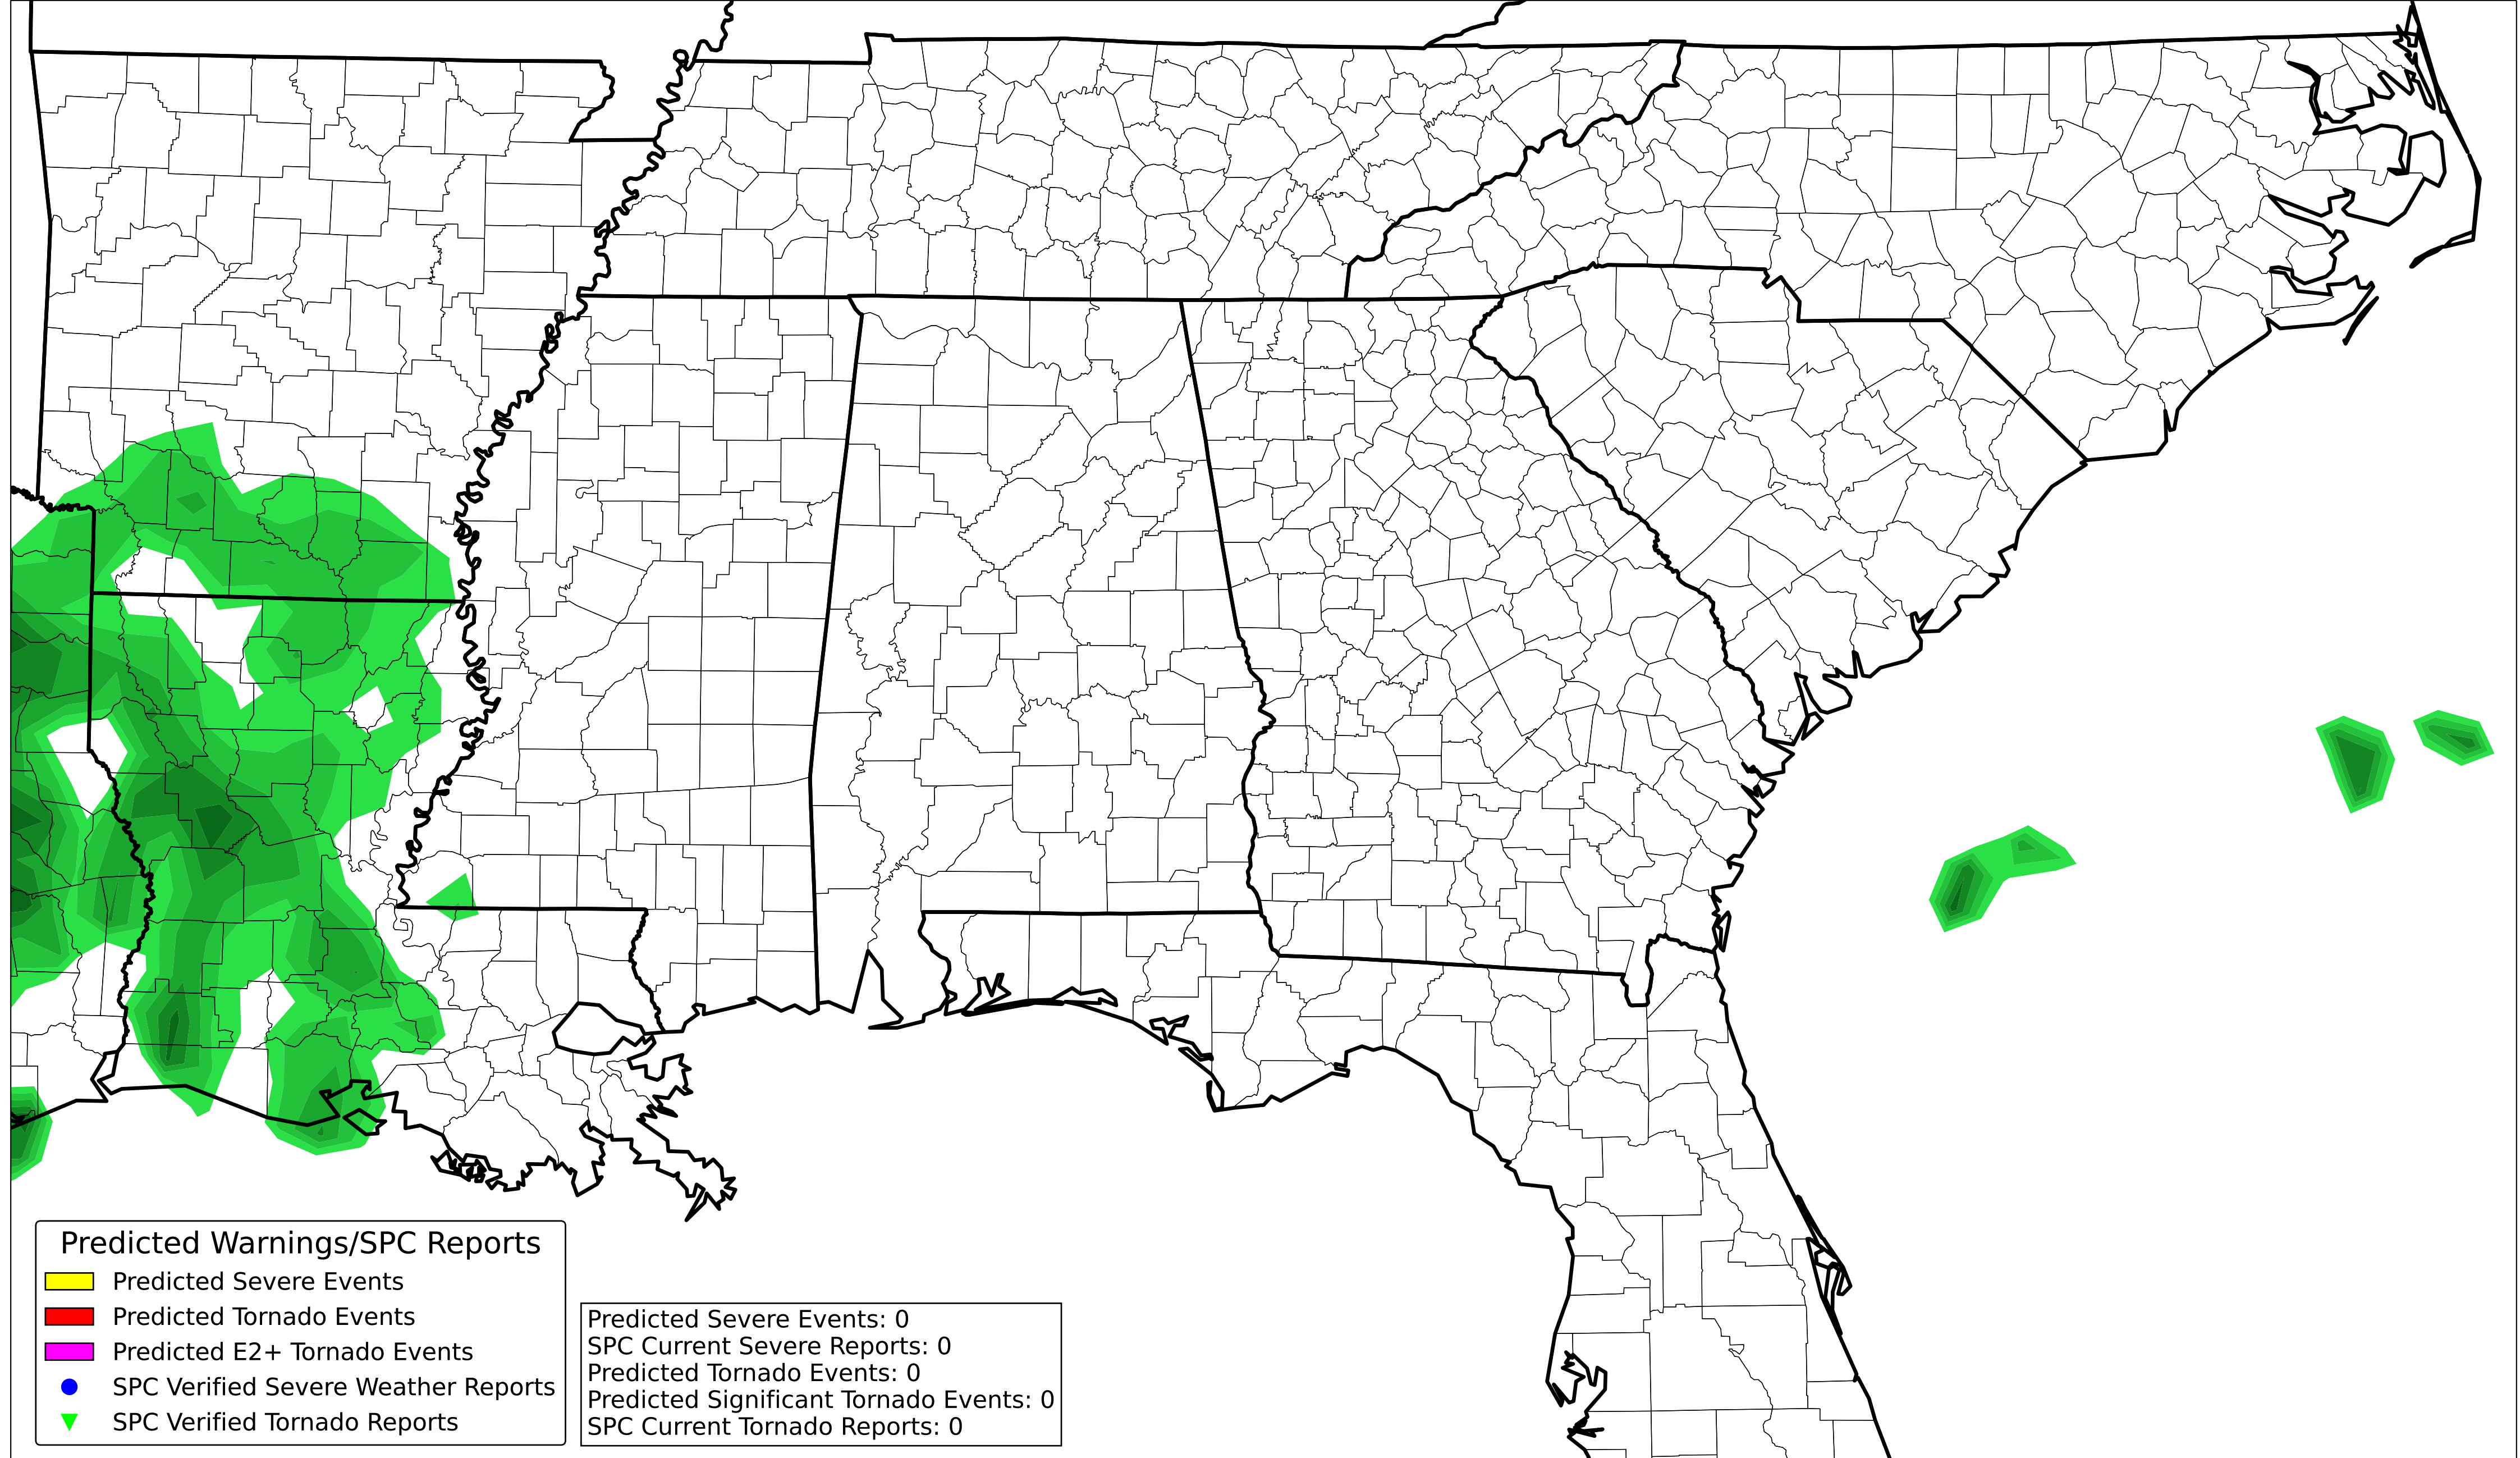 Predicted Warnings/SPC Reports
Predicted Severe Events
Predicted Tornado Events
Predicted E2+ Tornado Events
SPC Verified Severe Weather Reports
SPC Verified Tornado Reports
Predicted Severe Events: 0
SPC Current Severe Reports: 0
Predicted Tornado Events: 0
Predicted Significant Tornado Events: 0
SPC Current Tornado Reports: 0